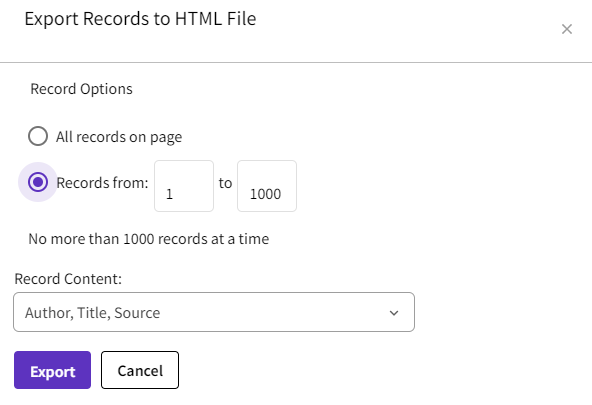 Export Records to HTML File
Record Options
All records on page
Records from: 1 to 1000
No more than 1000 records at a time
Record Content:
Author, Title, Source
Export Cancel